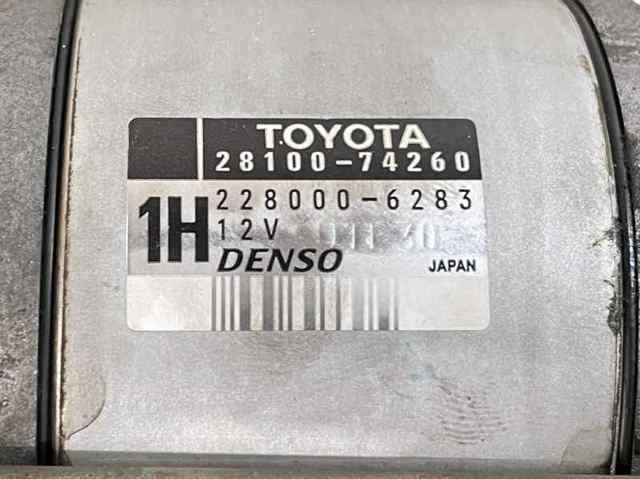 TOYOTA
28100-74260
1H
228000-6283
12V
DENSO
JAPAN